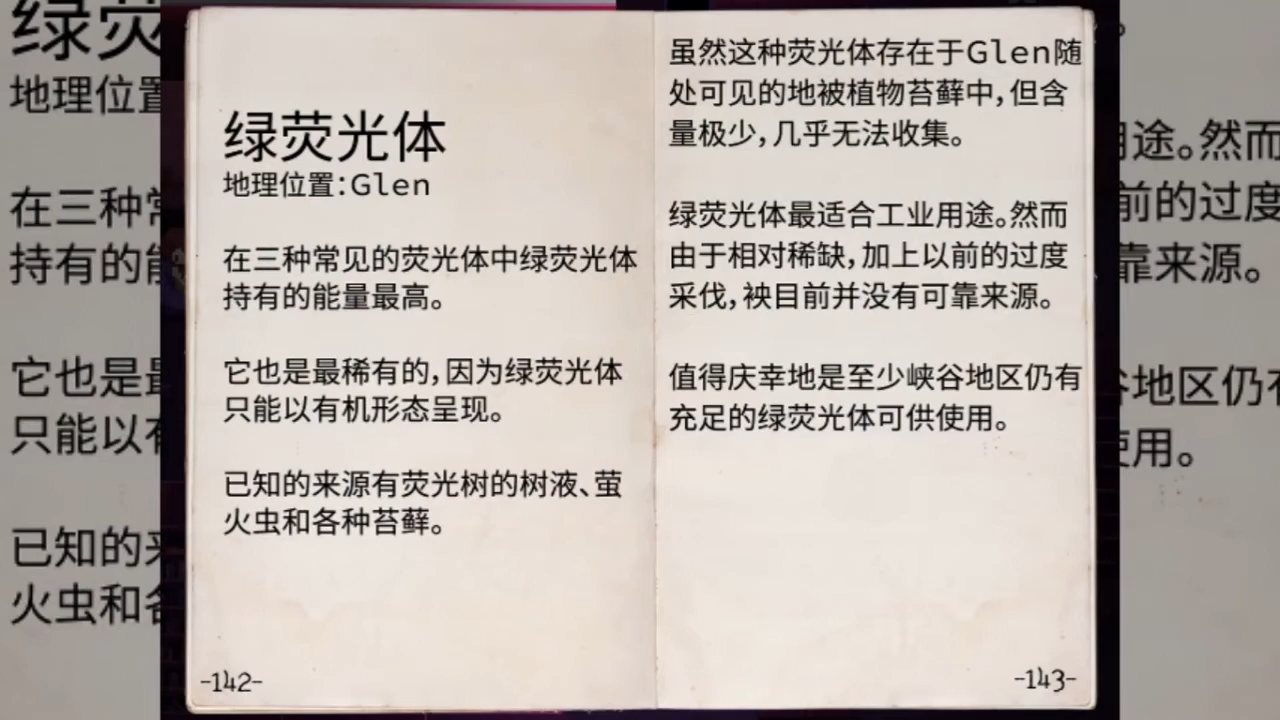 绿荧光体
地理位置:Glen
在三种常见的荧光体中绿荧光体
持有的能量最高。
它也是最稀有的,因为绿荧光体
只能以有机形态呈现。
已知的来源有荧光树的树液、萤
火虫和各种苔藓。
-142-
虽然这种荧光体存在于Glen随
处可见的地被植物苔藓中,但含
量极少,几乎无法收集。
绿荧光体最适合工业用途。然而
由于相对稀缺,加上以前的过度
采伐,袂目前并没有可靠来源。
值得庆幸地是至少峡谷地区仍有
充足的绿荧光体可供使用。
-143-